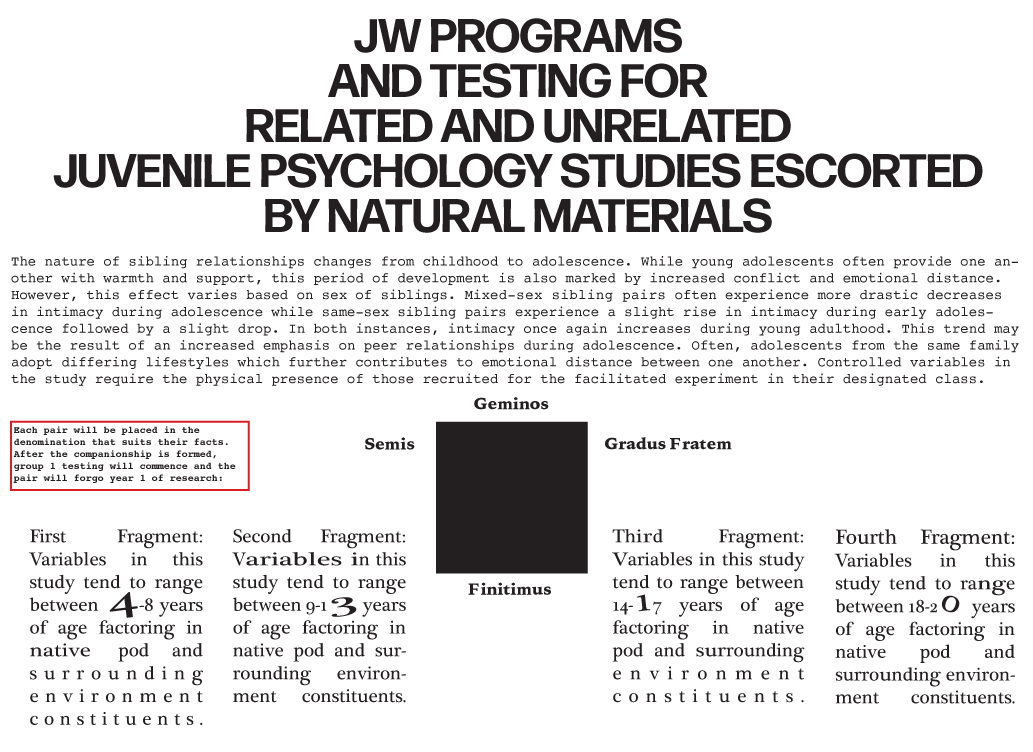 JW PROGRAMS
AND TESTING FOR
RELATED AND UNRELATED
JUVENILE PSYCHOLOGY STUDIES ESCORTED
BY NATURAL MATERIALS
The nature of sibling relationships changes from childhood to adolescence. While young adolescents often provide one an-
other with warmth and support, this period of development is also marked by increased conflict and emotional distance.
However, this effect varies based on sex of siblings. Mixed-sex sibling pairs often experience more drastic decreases
in intimacy during adolescence while same-sex sibling pairs experience a slight rise in intimacy during early adoles-
cence followed by a slight drop. In both instances, intimacy once again increases during young adulthood. This trend may
be the result of an increased emphasis on peer relationships during adolescence. Often, adolescents from the same family
adopt differing lifestyles which further contributes to emotional distance between one another. Controlled variables in
the study require the physical presence of those recruited for the facilitated experiment in their designated class.
Geminos
Semis
Gradus Fratem
Finitimus
Each pair will be placed in the
denomination that suits their facts.
After the companionship is formed,
group 1 testing will commence and the
pair will forgo year 1 of research:
First Fragment:
Variables in this
study tend to range
between 4-8 years
of age factoring in
native pod and
surrounding
environment
constituents.
Second Fragment:
Variables in this
study tend to range
between 9-13 years
of age factoring in
native pod and sur-
rounding environ-
ment constituents.
Third Fragment:
Variables in this study
tend to range between
14-17 years of age
factoring in native
pod and surrounding
environment
constituents.
Fourth Fragment:
Variables in this
study tend to range
between 18-20 years
of age factoring in
native pod and
surrounding environ-
ment constituents.